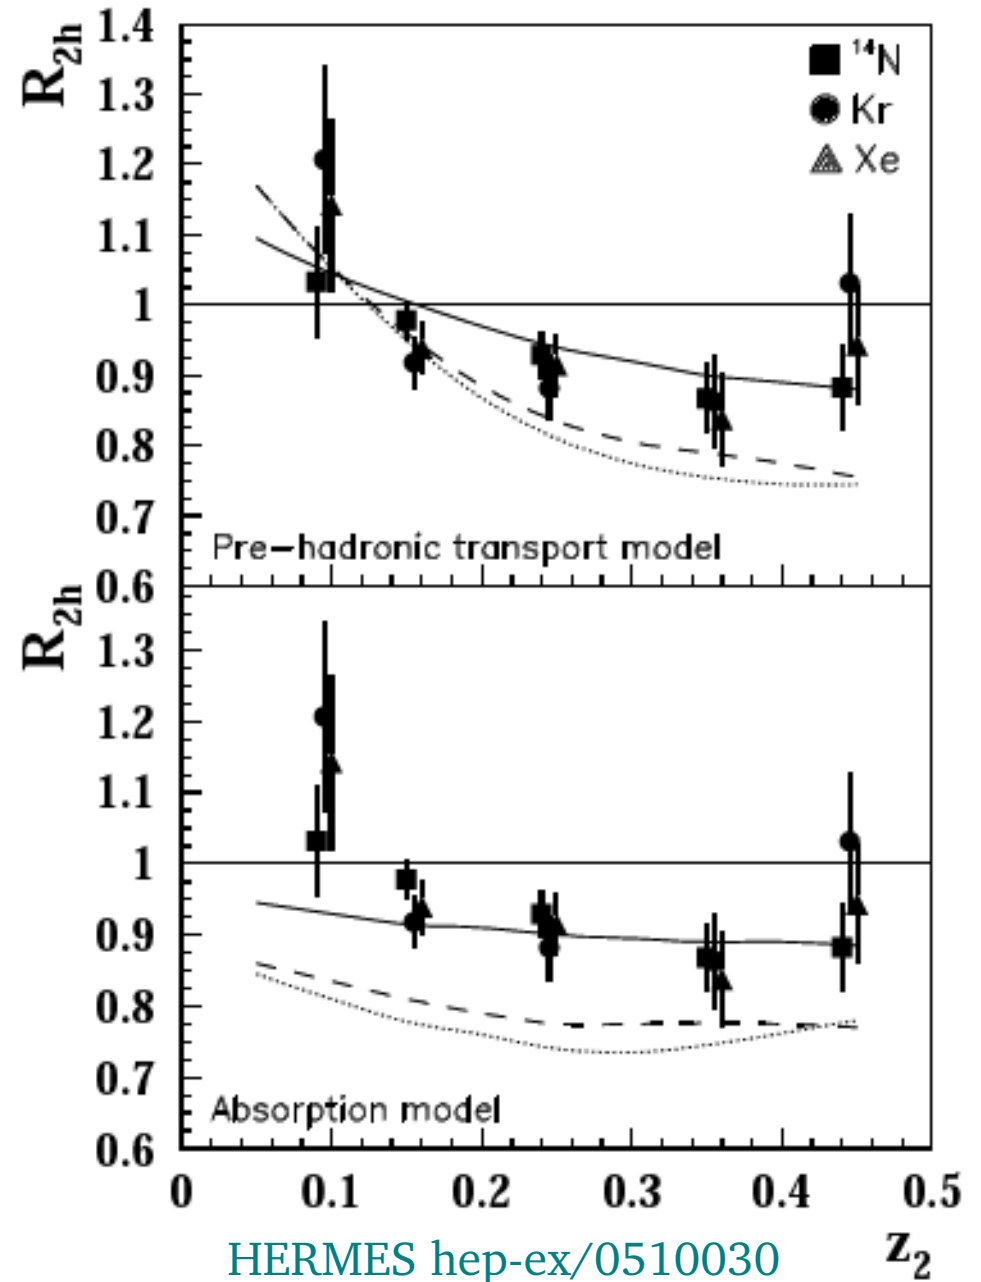 R2h
1.4
1.3
1.2
1.1
1
0.9
0.8
0.7
0.6
14N
Kr
Xe
Pre-hadronic transport model
R2h
1.3
1.2
1.1
1
0.9
0.8
0.7
0.6
Absorption model
0 0.1 0.2 0.3 0.4 0.5
z2
HERMES hep-ex/0510030